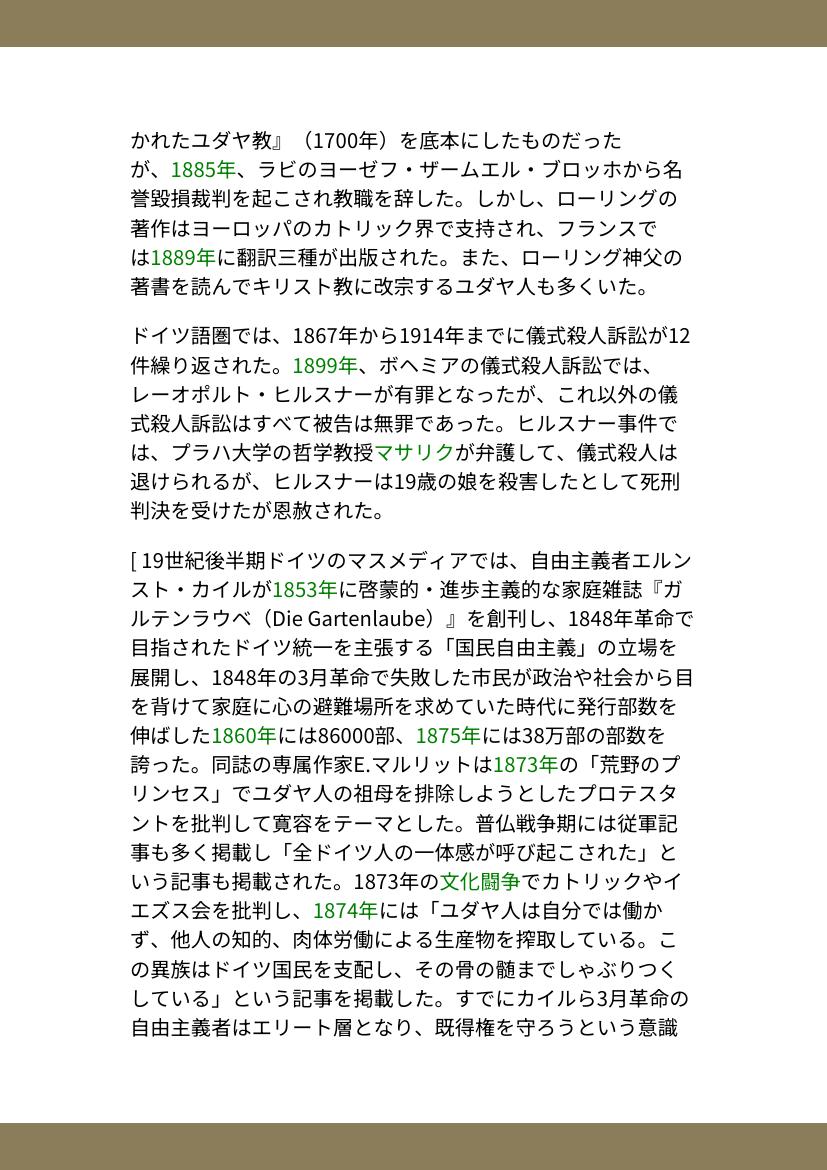 かれたユダヤ教』（1700年）を底本にしたものだった
が、1885年、ラビのヨーゼフ・ザームエル・ブロッホから名
誉毀損裁判を起こされ教職を辞した。しかし、ローリングの
著作はヨーロッパのカトリック界で支持され、フランスで
は1889年に翻訳三種が出版された。また、ローリング神父の
著書を読んでキリスト教に改宗するユダヤ人も多くいた。
ドイツ語圏では、1867年から1914年までに儀式殺人訴訟が12
件繰り返された。1899年、ボヘミアの儀式殺人訴訟では、
レーオポルト・ヒルスナーが有罪となったが、これ以外の儀
式殺人訴訟はすべて被告は無罪であった。ヒルスナー事件で
は、プラハ大学の哲学教授マサリクが弁護して、儀式殺人は
退けられるが、ヒルスナーは19歳の娘を殺害したとして死刑
判決を受けたが恩赦された。
[ 19世紀後半期ドイツのマスメディアでは、自由主義者エルン
スト・カイルが1853年に啓蒙的・進歩主義的な家庭雑誌『ガ
ルテンラウベ（Die Gartenlaube）』を創刊し、1848年革命で
目指されたドイツ統一を主張する「国民自由主義」の立場を
展開し、1848年の3月革命で失敗した市民が政治や社会から目
を背けて家庭に心の避難場所を求めていた時代に発行部数を
伸ばした1860年には86000部、1875年には38万部の部数を
誇った。同誌の専属作家E.マルリットは1873年の「荒野のプ
リンセス」でユダヤ人の祖母を排除しようとしたプロテスタ
ントを批判して寛容をテーマとした。普仏戦争期には従軍記
事も多く掲載し「全ドイツ人の一体感が呼び起こされた」と
いう記事も掲載された。1873年の文化闘争でカトリックやイ
エズス会を批判し、1874年には「ユダヤ人は自分では働か
ず、他人の知的、肉体労働による生産物を搾取している。こ
の異族はドイツ国民を支配し、その骨の髄までしゃぶりつく
している」という記事を掲載した。すでにカイルら3月革命の
自由主義者はエリート層となり、既得権を守ろうという意識